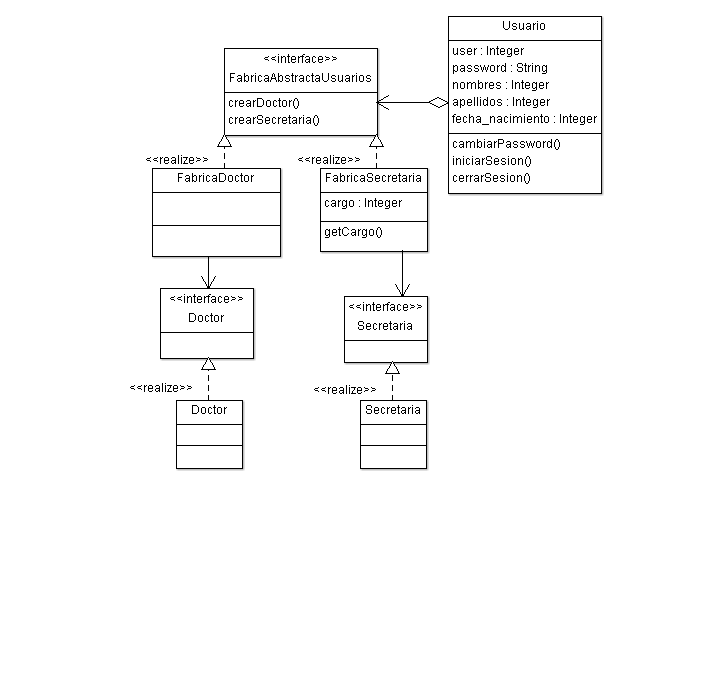 Usuario
user : Integer
password : String
nombres : Integer
apellidos : Integer
fecha_nacimiento : Integer
cambiarPassword()
iniciarSesion()
cerrarSesion()
<<interface>>
FabricaAbstractaUsuarios
crearDoctor()
crearSecretaria()
<<realize>>
<<realize>>
FabricaDoctor
FabricaSecretaria
cargo : Integer
getCargo()
<<interface>>
Doctor
<<interface>>
Secretaria
<<realize>>
<<realize>>
Doctor
Secretaria